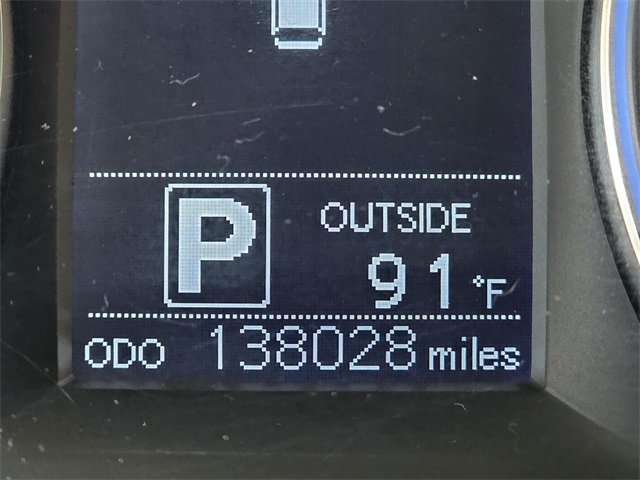 P
OUTSIDE
91 °F
ODO 138028 miles